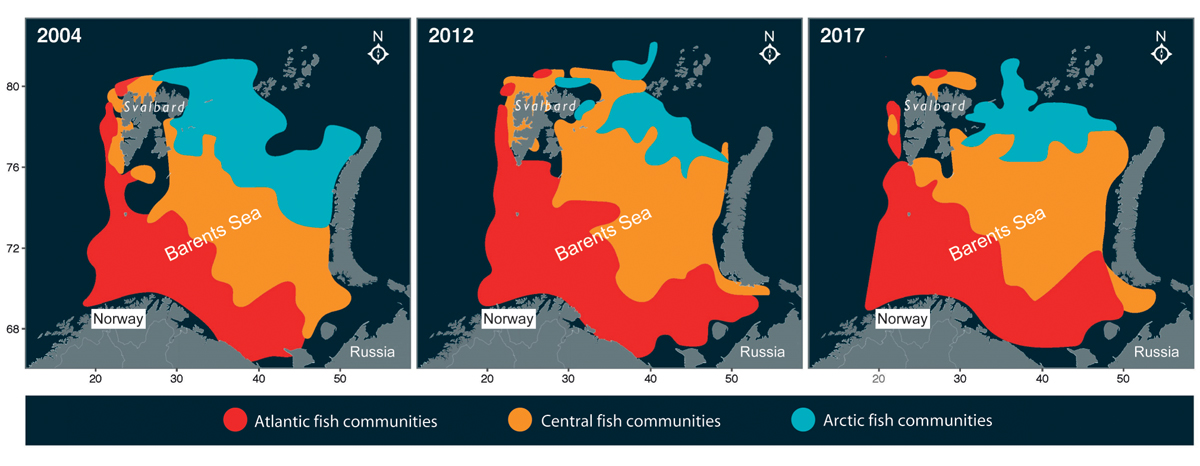 2004
N
80
76
72
68
Svalbard
Barents Sea
Norway
Russia
20
30
40
50
2012
N
Svalbard
Barents Sea
Norway
Russia
20
30
40
50
2017
N
Svalbard
Barents Sea
Norway
Russia
20
30
40
50
Atlantic fish communities
Central fish communities
Arctic fish communities